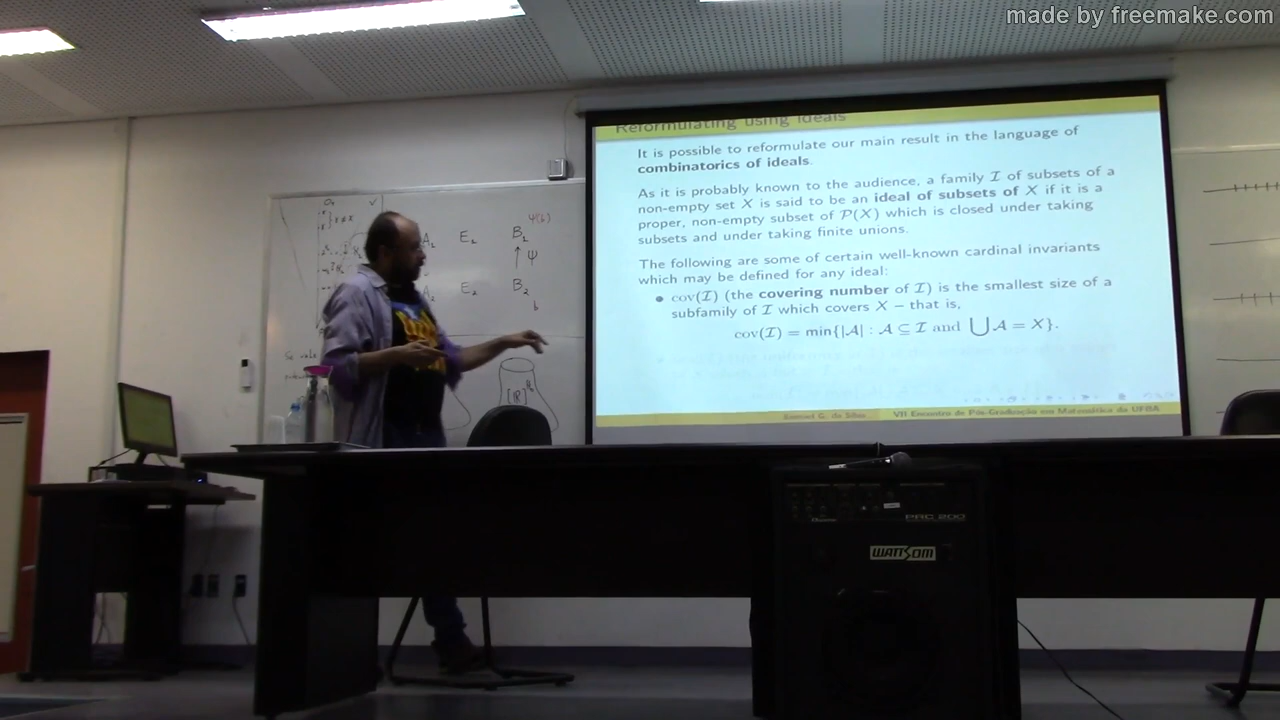 made by freemake.com
Reformulating using ideals
It is possible to reformulate our main result in the language of
combinatorics of ideals.
As it is probably known to the audience, a family ℐ of subsets of a
non-empty set X is said to be an ideal of subsets of X if it is a
proper, non-empty subset of 𝒫(X) which is closed under taking
subsets and under taking finite unions.
The following are some of certain well-known cardinal invariants
which may be defined for any ideal:
• cov(ℐ) (the covering number of ℐ) is the smallest size of a
subfamily of ℐ which covers X – that is,
cov(ℐ) = min{|𝒜| : 𝒜 ⊆ ℐ and ⋃𝒜 = X}.
Samuel G. da Silva VII Encontro de Pós-Graduação em Matemática da UFBA
Ψ(b)
A₁ E₁ B₁
↑ Ψ
A₂ E₂ B₂
b
PRC 200
WATTSOM